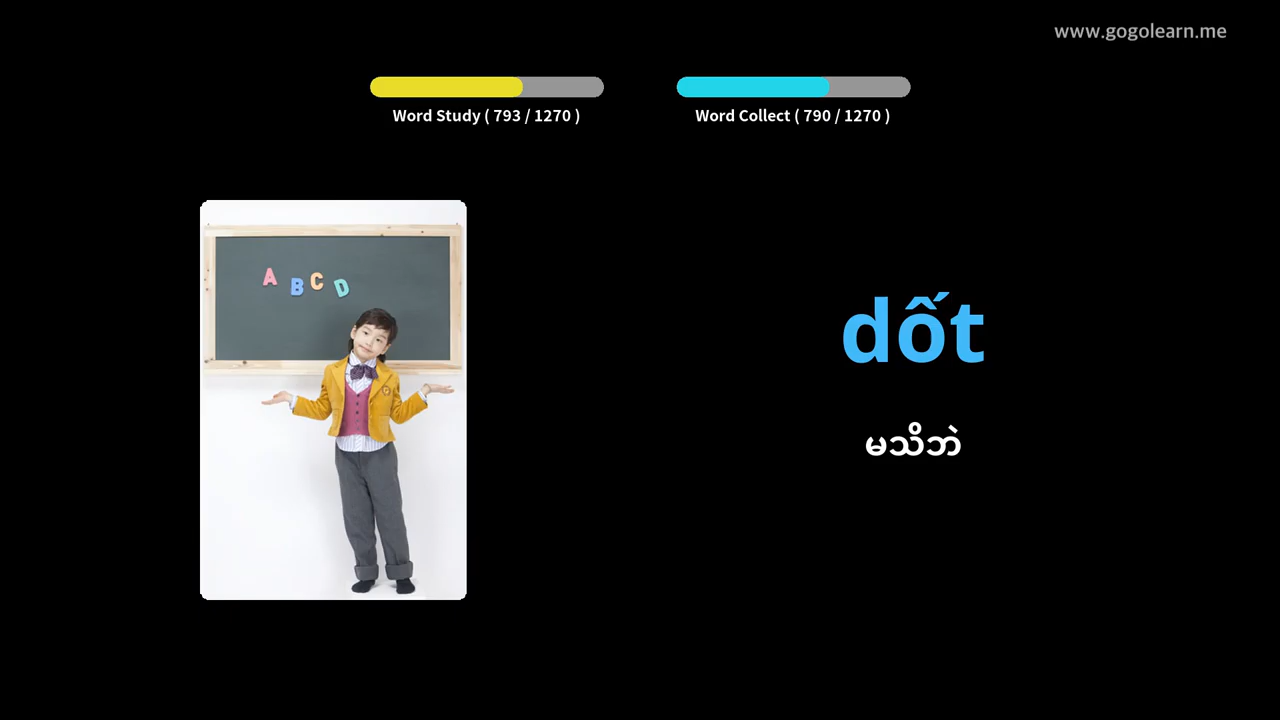 www.gogolearn.me
Word Study ( 793 / 1270 )
Word Collect ( 790 / 1270 )
A B C D
dốt
မသိဘဲ